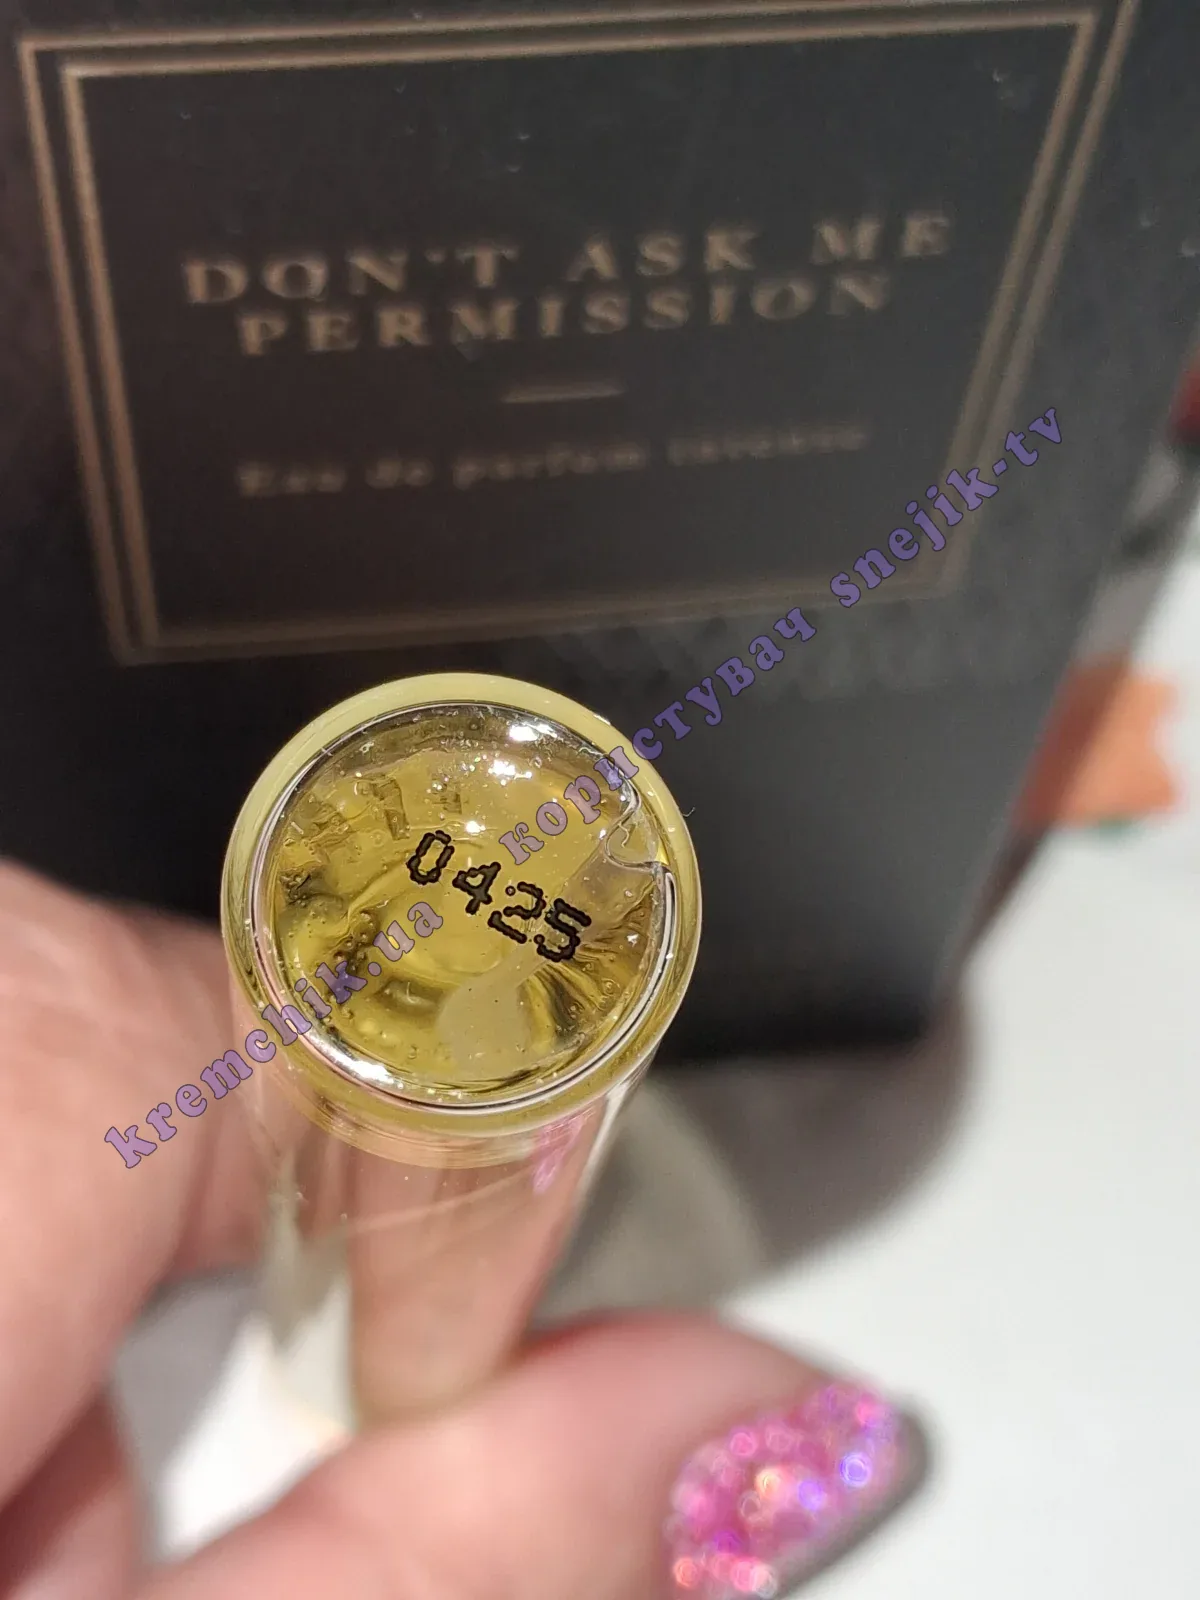 DON'T ASK ME
PERMISSION
Eau de parfum intense
0425
kremchik.ua користувач snejik-tv